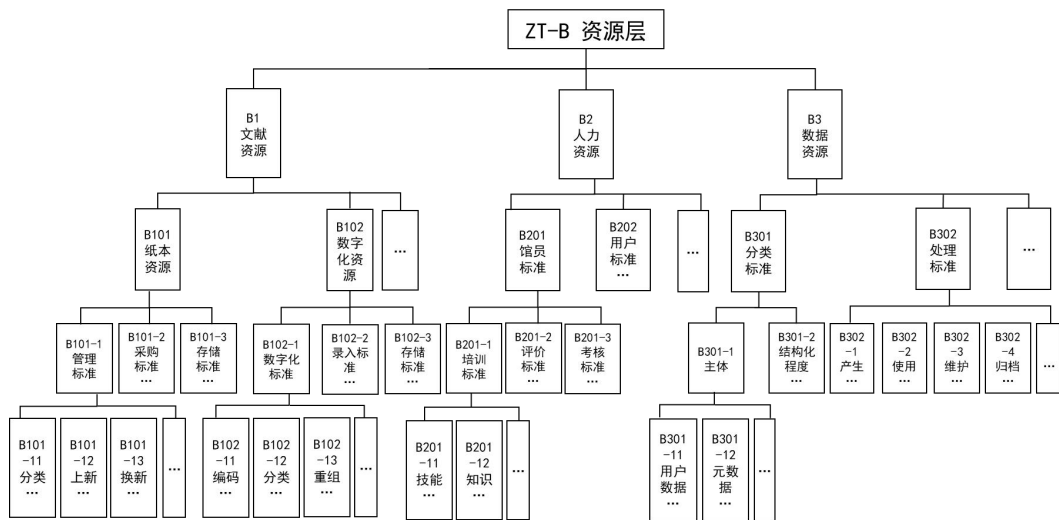 ZT-B 资源层
B1
文献
资源
B2
人力
资源
B3
数据
资源
B101
纸本
资源
B102
数字
化资
源
…
B201
馆员
标准
B202
用户
标准
…
…
B301
分类
标准
B302
处理
标准
…
B101-1
管理
标准
B101-2
采购
标准
…
B101-3
存储
标准
…
B102-1
数字化
标准
B102-2
录入标
准
…
B102-3
存储
标准
…
B201-1
培训
标准
B201-2
评价
标准
…
B201-3
考核
标准
…
B301-1
主体
B301-2
结构化
程度
…
B302
-1
产生
…
B302
-2
使用
…
B302
-3
维护
…
B302
-4
归档
…
…
B101
-11
分类
…
B101
-12
上新
…
B101
-13
换新
…
…
B102
-11
编码
…
B102
-12
分类
…
B102
-13
重组
…
…
B201
-11
技能
…
B201
-12
知识
…
…
B301
-11
用户
数据
…
B301
-12
元数
据
…
…